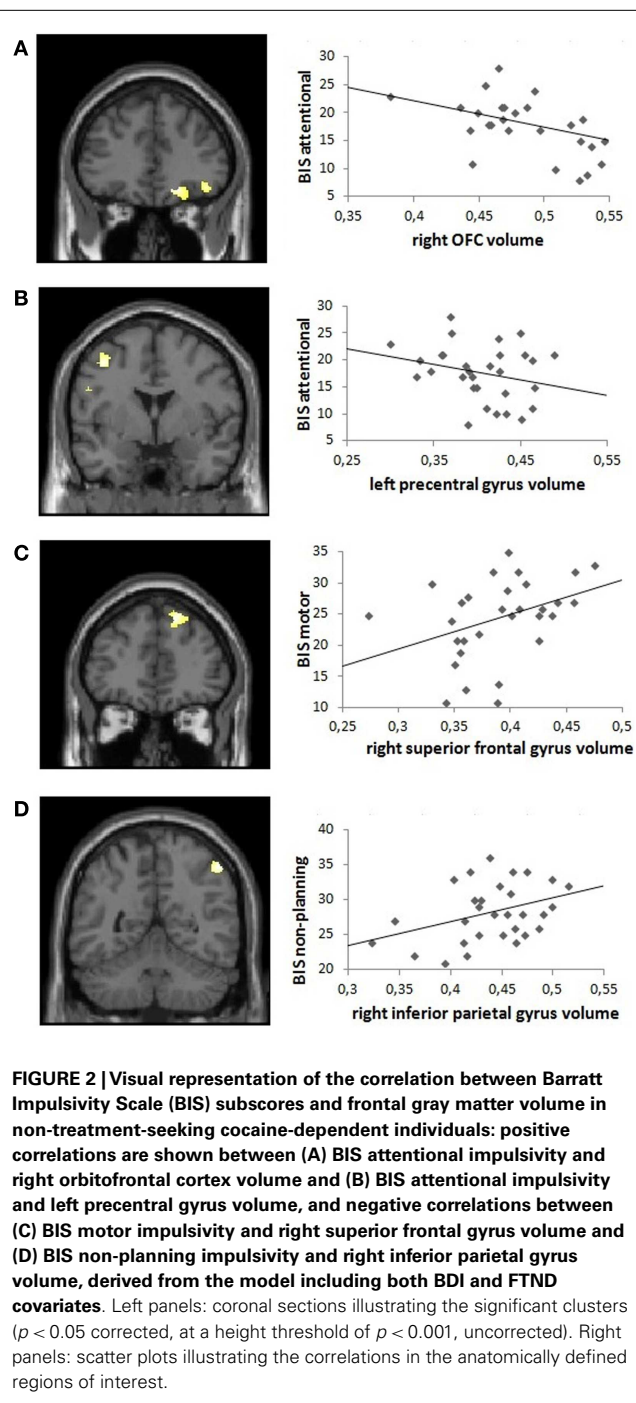 A
BIS attentional
30
25
20
15
10
5
0,35 0,4 0,45 0,5 0,55
right OFC volume
B
BIS attentional
30
25
20
15
10
5
0,25 0,35 0,45 0,55
left precentral gyrus volume
C
BIS motor
35
30
25
20
15
10
0,25 0,3 0,35 0,4 0,45 0,5
right superior frontal gyrus volume
D
BIS non-planning
40
35
30
25
20
0,3 0,35 0,4 0,45 0,5 0,55
right inferior parietal gyrus volume
FIGURE 2 | Visual representation of the correlation between Barratt
Impulsivity Scale (BIS) subscores and frontal gray matter volume in
non-treatment-seeking cocaine-dependent individuals: positive
correlations are shown between (A) BIS attentional impulsivity and
right orbitofrontal cortex volume and (B) BIS attentional impulsivity
and left precentral gyrus volume, and negative correlations between
(C) BIS motor impulsivity and right superior frontal gyrus volume and
(D) BIS non-planning impulsivity and right inferior parietal gyrus
volume, derived from the model including both BDI and FTND
covariates. Left panels: coronal sections illustrating the significant clusters
(p < 0.05 corrected, at a height threshold of p < 0.001, uncorrected). Right
panels: scatter plots illustrating the correlations in the anatomically defined
regions of interest.